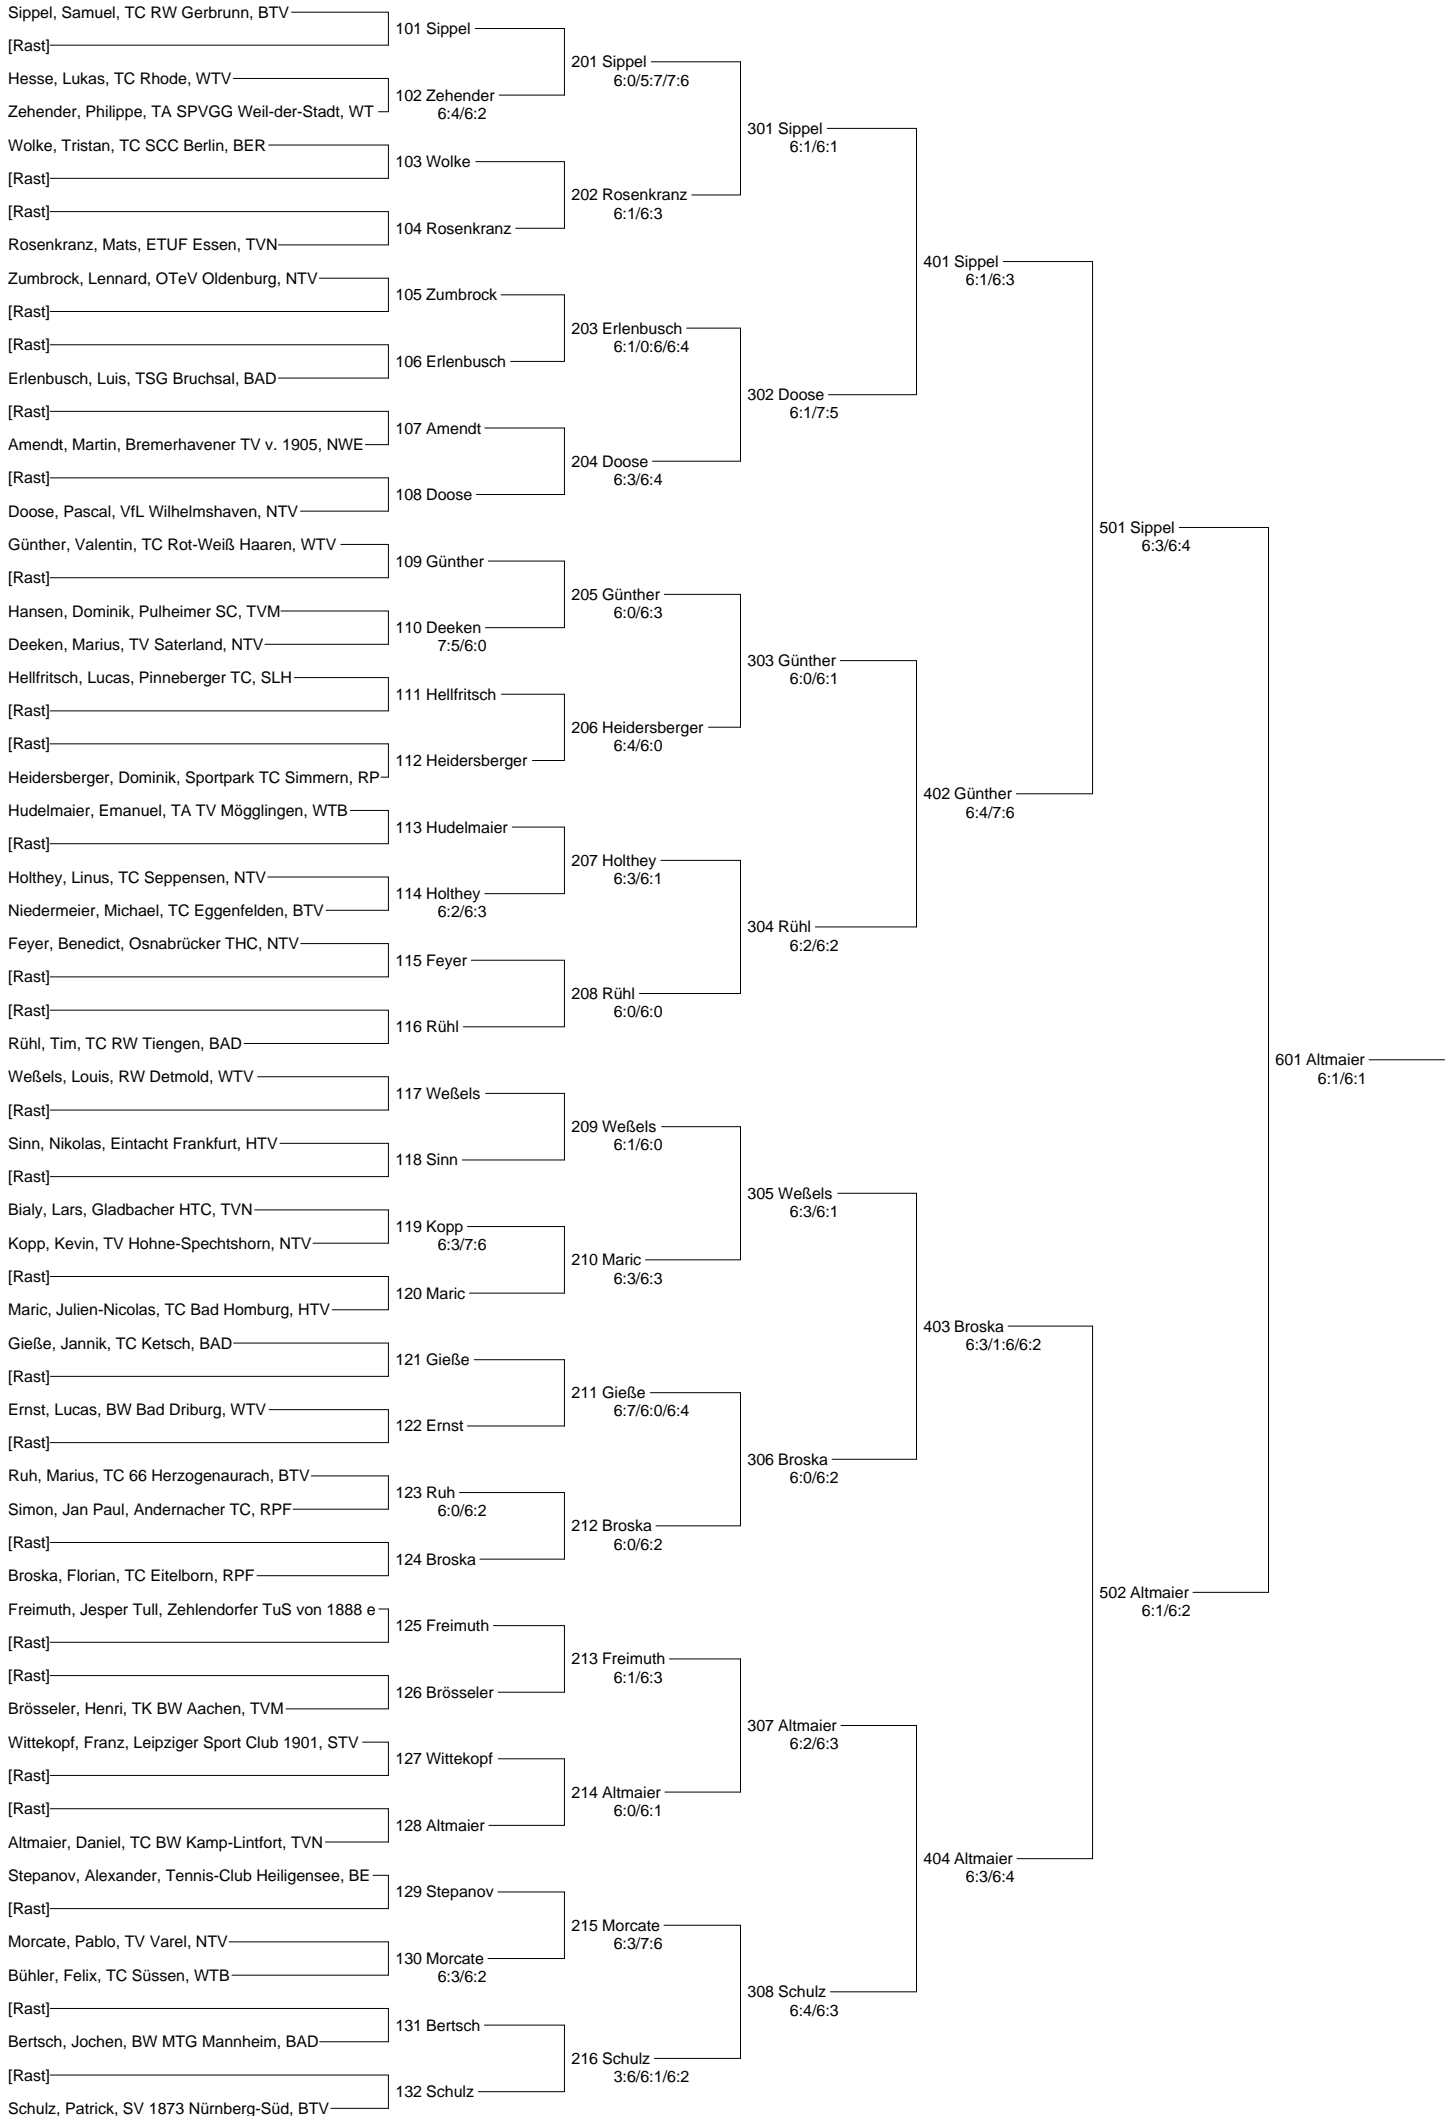 Sippel, Samuel, TC RW Gerbrunn, BTV
101 Sippel
[Rast]
201 Sippel
6:0/5:7/7:6
Hesse, Lukas, TC Rhode, WTV
102 Zehender
6:4/6:2
Zehender, Philippe, TA SPVGG Weil-der-Stadt, WT
301 Sippel
6:1/6:1
Wolke, Tristan, TC SCC Berlin, BER
103 Wolke
[Rast]
202 Rosenkranz
6:1/6:3
[Rast]
104 Rosenkranz
Rosenkranz, Mats, ETUF Essen, TVN
401 Sippel
6:1/6:3
Zumbrock, Lennard, OTeV Oldenburg, NTV
105 Zumbrock
[Rast]
203 Erlenbusch
6:1/0:6/6:4
[Rast]
106 Erlenbusch
Erlenbusch, Luis, TSG Bruchsal, BAD
302 Doose
6:1/7:5
[Rast]
107 Amendt
Amendt, Martin, Bremerhavener TV v. 1905, NWE
204 Doose
6:3/6:4
[Rast]
108 Doose
Doose, Pascal, VfL Wilhelmshaven, NTV
501 Sippel
6:3/6:4
Günther, Valentin, TC Rot-Weiß Haaren, WTV
109 Günther
[Rast]
205 Günther
6:0/6:3
Hansen, Dominik, Pulheimer SC, TVM
110 Deeken
7:5/6:0
Deeken, Marius, TV Saterland, NTV
303 Günther
6:0/6:1
Hellfritsch, Lucas, Pinneberger TC, SLH
111 Hellfritsch
[Rast]
206 Heidersberger
6:4/6:0
[Rast]
112 Heidersberger
Heidersberger, Dominik, Sportpark TC Simmern, RP
402 Günther
6:4/7:6
Hudelmaier, Emanuel, TA TV Mögglingen, WTB
113 Hudelmaier
[Rast]
207 Holthey
6:3/6:1
Holthey, Linus, TC Seppensen, NTV
114 Holthey
6:2/6:3
Niedermeier, Michael, TC Eggenfelden, BTV
304 Rühl
6:2/6:2
Feyer, Benedict, Osnabrücker THC, NTV
115 Feyer
[Rast]
208 Rühl
6:0/6:0
[Rast]
116 Rühl
Rühl, Tim, TC RW Tiengen, BAD
601 Altmaier
6:1/6:1
Weßels, Louis, RW Detmold, WTV
117 Weßels
[Rast]
209 Weßels
6:1/6:0
Sinn, Nikolas, Eintacht Frankfurt, HTV
118 Sinn
[Rast]
305 Weßels
6:3/6:1
Bialy, Lars, Gladbacher HTC, TVN
119 Kopp
6:3/7:6
Kopp, Kevin, TV Hohne-Spechtshorn, NTV
210 Maric
6:3/6:3
[Rast]
120 Maric
Maric, Julien-Nicolas, TC Bad Homburg, HTV
403 Broska
6:3/1:6/6:2
Gieße, Jannik, TC Ketsch, BAD
121 Gieße
[Rast]
211 Gieße
6:7/6:0/6:4
Ernst, Lucas, BW Bad Driburg, WTV
122 Ernst
[Rast]
306 Broska
6:0/6:2
Ruh, Marius, TC 66 Herzogenaurach, BTV
123 Ruh
6:0/6:2
Simon, Jan Paul, Andernacher TC, RPF
212 Broska
6:0/6:2
[Rast]
124 Broska
Broska, Florian, TC Eitelborn, RPF
502 Altmaier
6:1/6:2
Freimuth, Jesper Tull, Zehlendorfer TuS von 1888 e
125 Freimuth
[Rast]
213 Freimuth
6:1/6:3
[Rast]
126 Brösseler
Brösseler, Henri, TK BW Aachen, TVM
307 Altmaier
6:2/6:3
Wittekopf, Franz, Leipziger Sport Club 1901, STV
127 Wittekopf
[Rast]
214 Altmaier
6:0/6:1
[Rast]
128 Altmaier
Altmaier, Daniel, TC BW Kamp-Lintfort, TVN
404 Altmaier
6:3/6:4
Stepanov, Alexander, Tennis-Club Heiligensee, BE
129 Stepanov
[Rast]
215 Morcate
6:3/7:6
Morcate, Pablo, TV Varel, NTV
130 Morcate
6:3/6:2
Bühler, Felix, TC Süssen, WTB
308 Schulz
6:4/6:3
[Rast]
131 Bertsch
Bertsch, Jochen, BW MTG Mannheim, BAD
216 Schulz
3:6/6:1/6:2
[Rast]
132 Schulz
Schulz, Patrick, SV 1873 Nürnberg-Süd, BTV